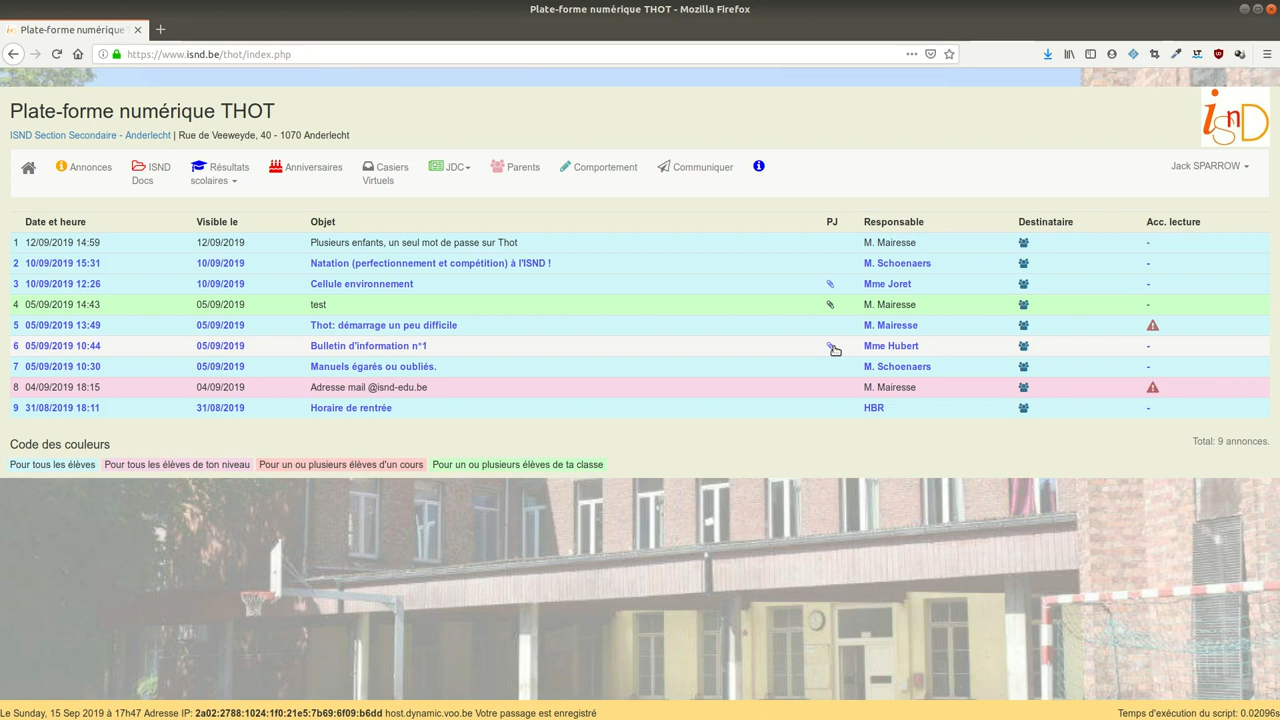 Plate-forme numérique THOT - Mozilla Firefox
Plate-forme numérique
https://www.isnd.be/thot/index.php
Plate-forme numérique THOT
ISND Section Secondaire - Anderlecht | Rue de Veeweyde, 40 - 1070 Anderlecht
isnD
Annonces ISND Docs Résultats scolaires Anniversaires Casiers Virtuels JDC Parents Comportement Communiquer Jack SPARROW
Date et heure Visible le Objet PJ Responsable Destinataire Acc. lecture
1 12/09/2019 14:59 12/09/2019 Plusieurs enfants, un seul mot de passe sur Thot M. Mairesse -
2 10/09/2019 15:31 10/09/2019 Natation (perfectionnement et compétition) à l'ISND ! M. Schoenaers -
3 10/09/2019 12:26 10/09/2019 Cellule environnement Mme Joret -
4 05/09/2019 14:43 05/09/2019 test M. Mairesse -
5 05/09/2019 13:49 05/09/2019 Thot: démarrage un peu difficile M. Mairesse
6 05/09/2019 10:44 05/09/2019 Bulletin d'information n°1 Mme Hubert -
7 05/09/2019 10:30 05/09/2019 Manuels égarés ou oubliés. M. Schoenaers -
8 04/09/2019 18:15 04/09/2019 Adresse mail @isnd-edu.be M. Mairesse
9 31/08/2019 18:11 31/08/2019 Horaire de rentrée HBR -
Code des couleurs
Total: 9 annonces.
Pour tous les élèves Pour tous les élèves de ton niveau Pour un ou plusieurs élèves d'un cours Pour un ou plusieurs élèves de ta classe
Le Sunday, 15 Sep 2019 à 17h47 Adresse IP: 2a02:2788:1024:1f0:21e5:7b69:6f09:b6dd host.dynamic.voo.be Votre passage est enregistré
Temps d'exécution du script: 0.02096s